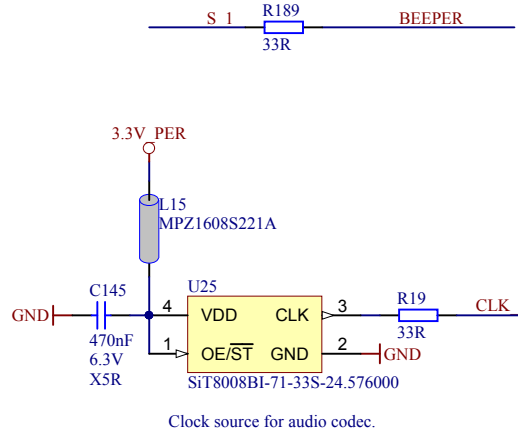 S_1 R189 BEEPER
33R
3.3V_PER
L15
MPZ1608S221A
C145 U25
GND 4 VDD CLK 3 R19 CLK
470nF 33R
6.3V 1 OE/ST GND 2 GND
X5R
SiT8008BI-71-33S-24.576000
Clock source for audio codec.